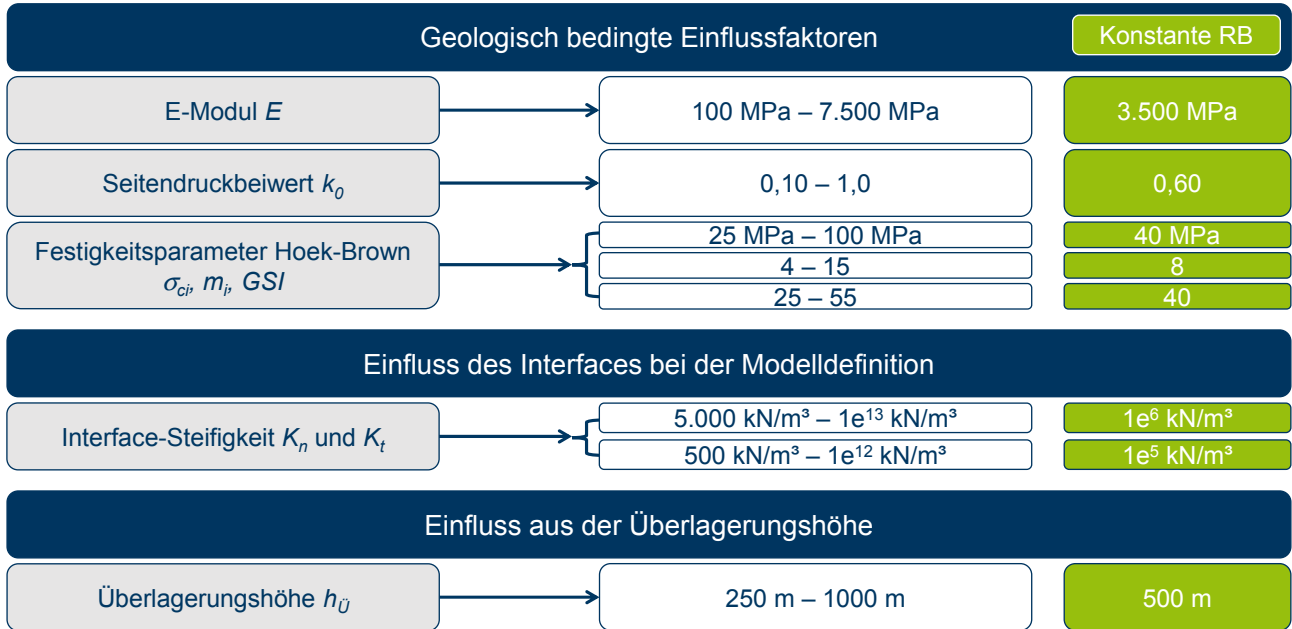 Geologisch bedingte Einflussfaktoren
Konstante RB
E-Modul E
100 MPa – 7.500 MPa
3.500 MPa
Seitendruckbeiwert k₀
0,10 – 1,0
0,60
Festigkeitsparameter Hoek-Brown
σci, mi, GSI
25 MPa – 100 MPa
40 MPa
4 – 15
8
25 – 55
40
Einfluss des Interfaces bei der Modelldefinition
Interface-Steifigkeit Kn und Kt
5.000 kN/m³ – 1e¹³ kN/m³
1e⁶ kN/m³
500 kN/m³ – 1e¹² kN/m³
1e⁵ kN/m³
Einfluss aus der Überlagerungshöhe
Überlagerungshöhe hÜ
250 m – 1000 m
500 m